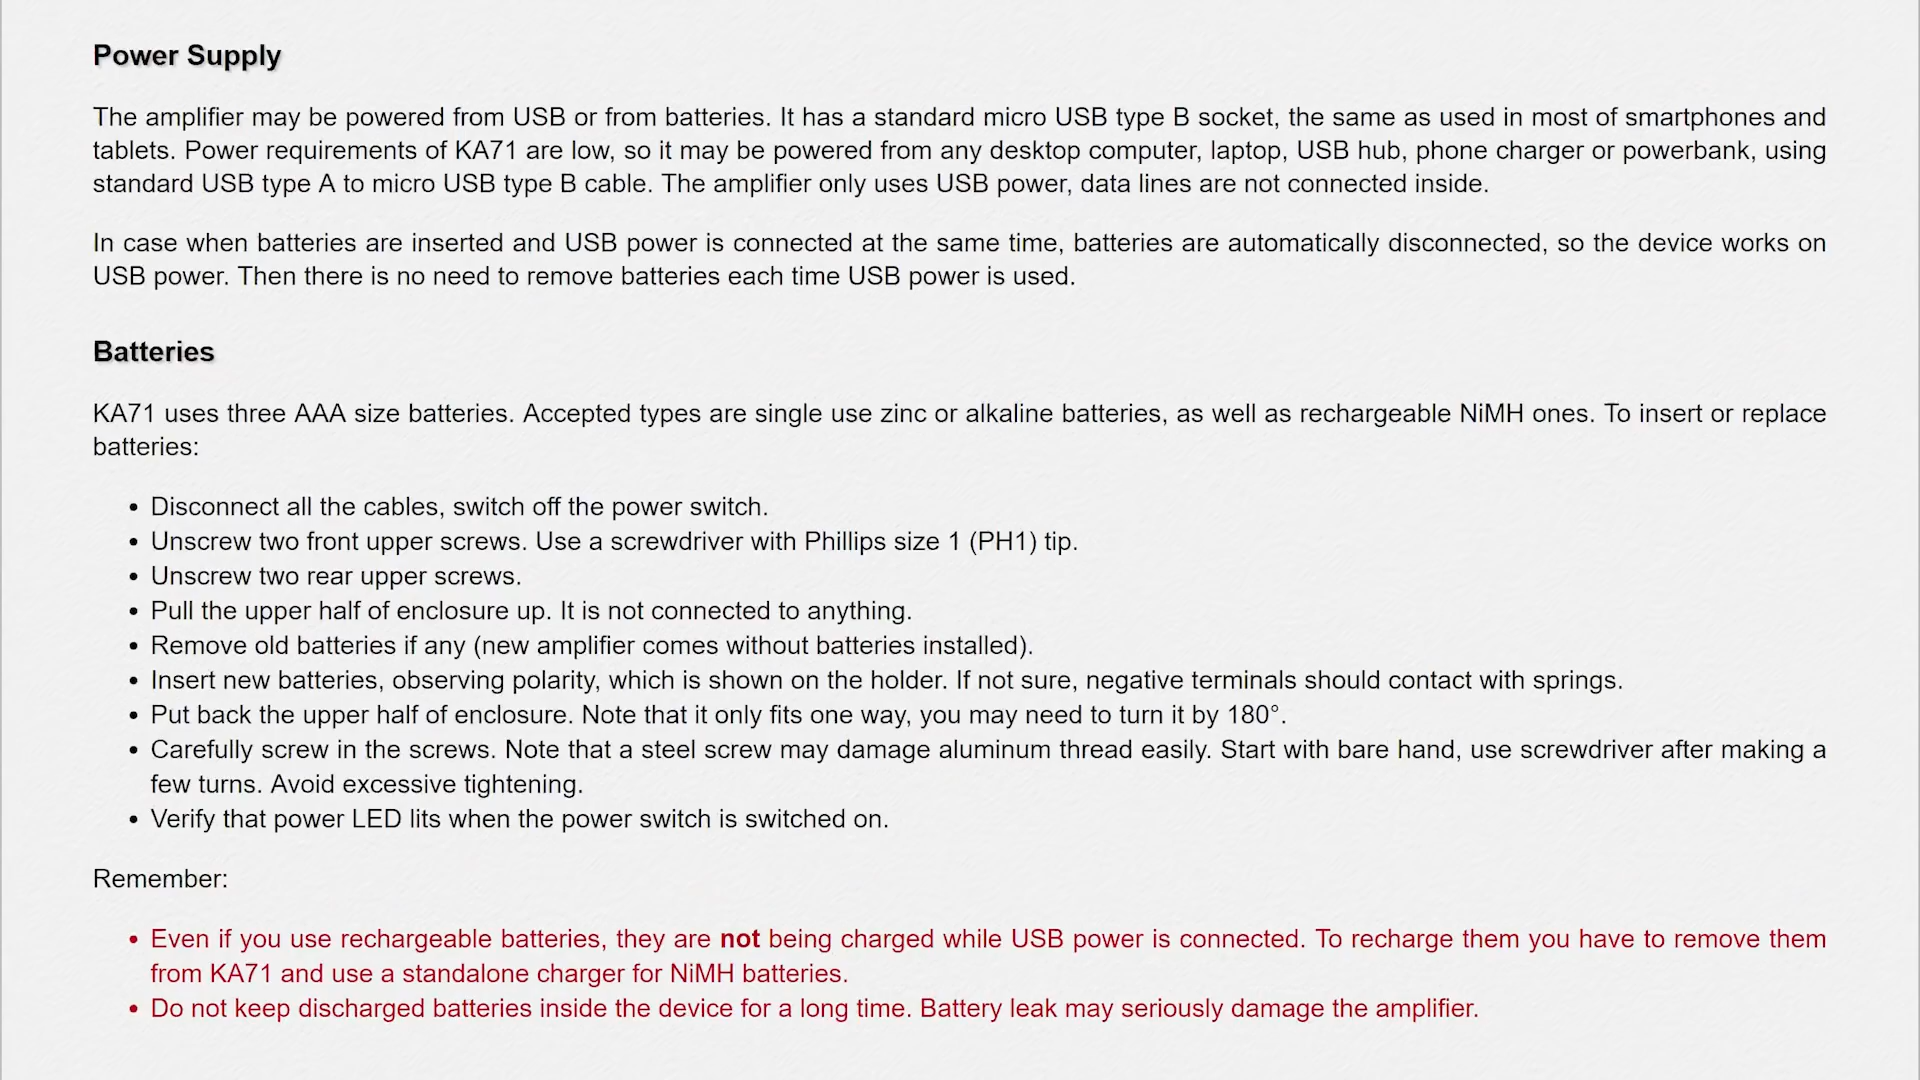 Power Supply
The amplifier may be powered from USB or from batteries. It has a standard micro USB type B socket, the same as used in most of smartphones and
tablets. Power requirements of KA71 are low, so it may be powered from any desktop computer, laptop, USB hub, phone charger or powerbank, using
standard USB type A to micro USB type B cable. The amplifier only uses USB power, data lines are not connected inside.
In case when batteries are inserted and USB power is connected at the same time, batteries are automatically disconnected, so the device works on
USB power. Then there is no need to remove batteries each time USB power is used.
Batteries
KA71 uses three AAA size batteries. Accepted types are single use zinc or alkaline batteries, as well as rechargeable NiMH ones. To insert or replace
batteries:
• Disconnect all the cables, switch off the power switch.
• Unscrew two front upper screws. Use a screwdriver with Phillips size 1 (PH1) tip.
• Unscrew two rear upper screws.
• Pull the upper half of enclosure up. It is not connected to anything.
• Remove old batteries if any (new amplifier comes without batteries installed).
• Insert new batteries, observing polarity, which is shown on the holder. If not sure, negative terminals should contact with springs.
• Put back the upper half of enclosure. Note that it only fits one way, you may need to turn it by 180°.
• Carefully screw in the screws. Note that a steel screw may damage aluminum thread easily. Start with bare hand, use screwdriver after making a
few turns. Avoid excessive tightening.
• Verify that power LED lits when the power switch is switched on.
Remember:
• Even if you use rechargeable batteries, they are not being charged while USB power is connected. To recharge them you have to remove them
from KA71 and use a standalone charger for NiMH batteries.
• Do not keep discharged batteries inside the device for a long time. Battery leak may seriously damage the amplifier.